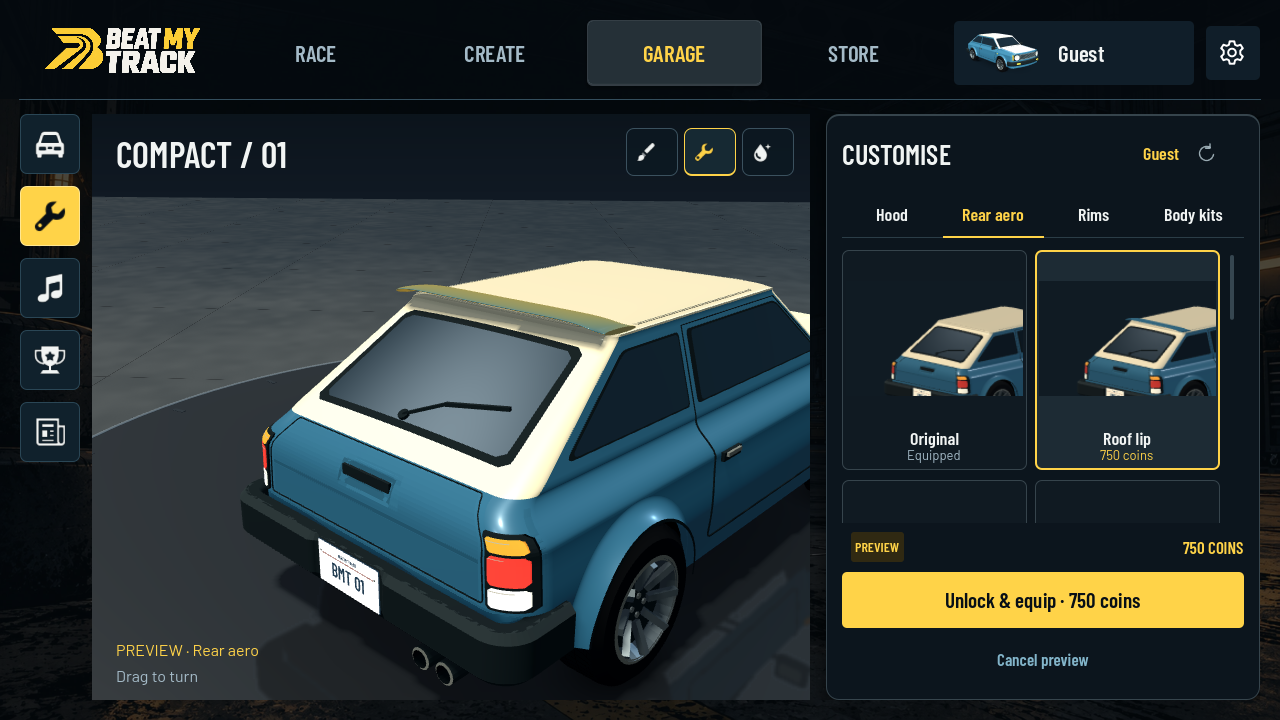 BEAT MY
TRACK
RACE
CREATE
GARAGE
STORE
Guest
COMPACT / 01
CUSTOMISE
Guest
Hood
Rear aero
Rims
Body kits
Original
Equipped
Roof lip
750 coins
BMT 01
PREVIEW
750 COINS
Unlock & equip · 750 coins
Cancel preview
PREVIEW · Rear aero
Drag to turn